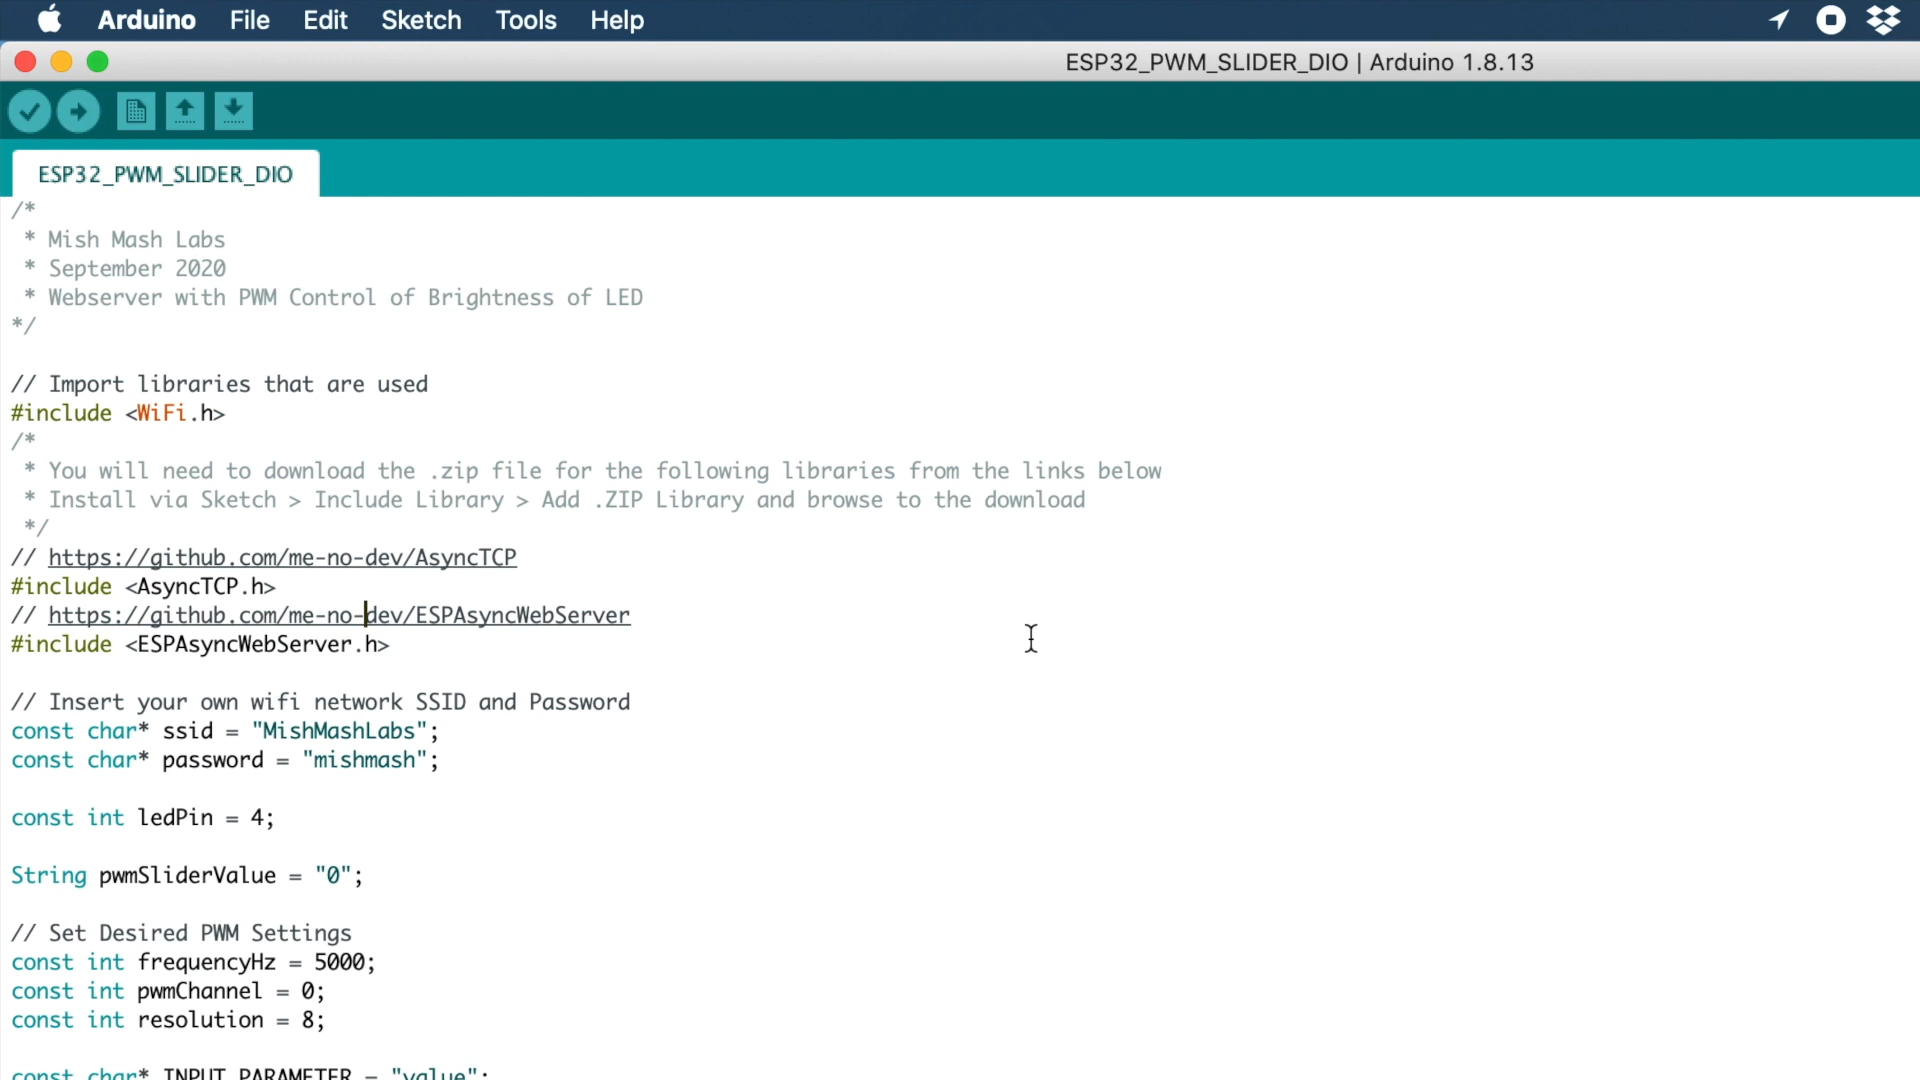 Arduino File Edit Sketch Tools Help
ESP32_PWM_SLIDER_DIO | Arduino 1.8.13
ESP32_PWM_SLIDER_DIO
/*
* Mish Mash Labs
* September 2020
* Webserver with PWM Control of Brightness of LED
*/
// Import libraries that are used
#include <WiFi.h>
/*
* You will need to download the .zip file for the following libraries from the links below
* Install via Sketch > Include Library > Add .ZIP Library and browse to the download
*/
// https://github.com/me-no-dev/AsyncTCP
#include <AsyncTCP.h>
// https://github.com/me-no-dev/ESPAsyncWebServer
#include <ESPAsyncWebServer.h>
// Insert your own wifi network SSID and Password
const char* ssid = "MishMashLabs";
const char* password = "mishmash";
const int ledPin = 4;
String pwmSliderValue = "0";
// Set Desired PWM Settings
const int frequencyHz = 5000;
const int pwmChannel = 0;
const int resolution = 8;
const char* INPUT_PARAMETER = "value";